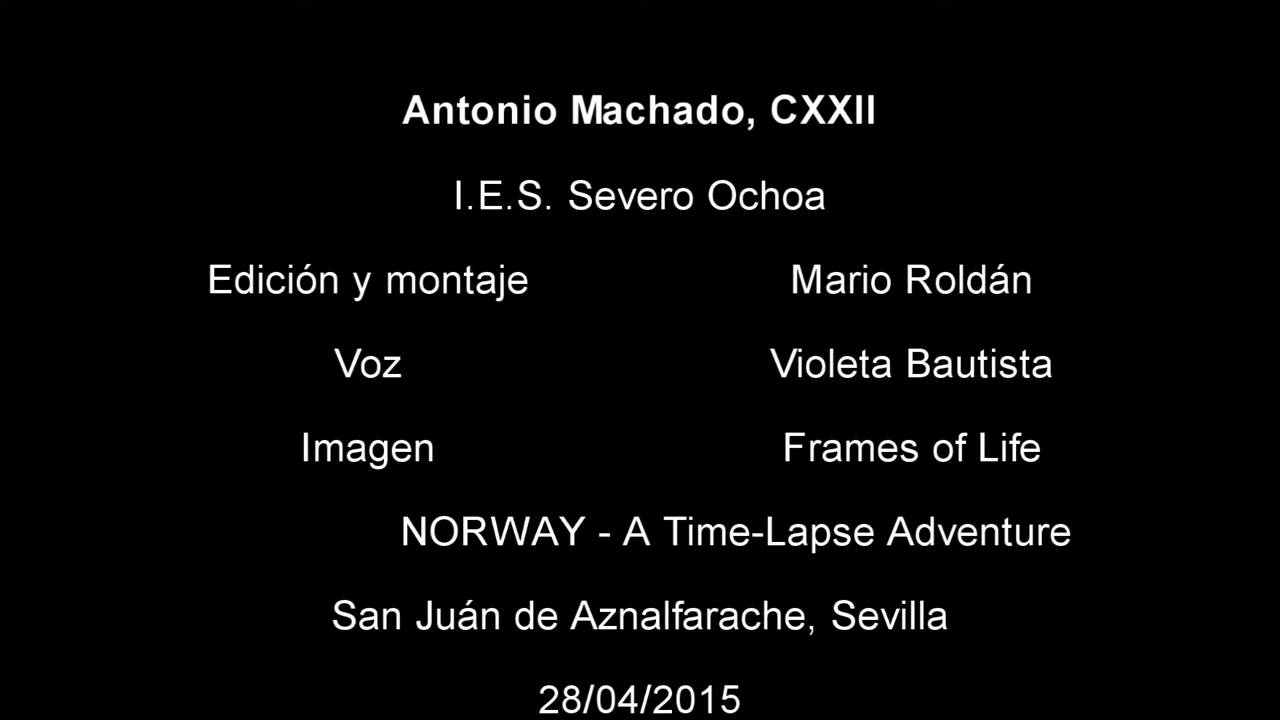 Antonio Machado, CXXII
I.E.S. Severo Ochoa
Edición y montaje Mario Roldán
Voz Violeta Bautista
Imagen Frames of Life
NORWAY - A Time-Lapse Adventure
San Juán de Aznalfarache, Sevilla
28/04/2015